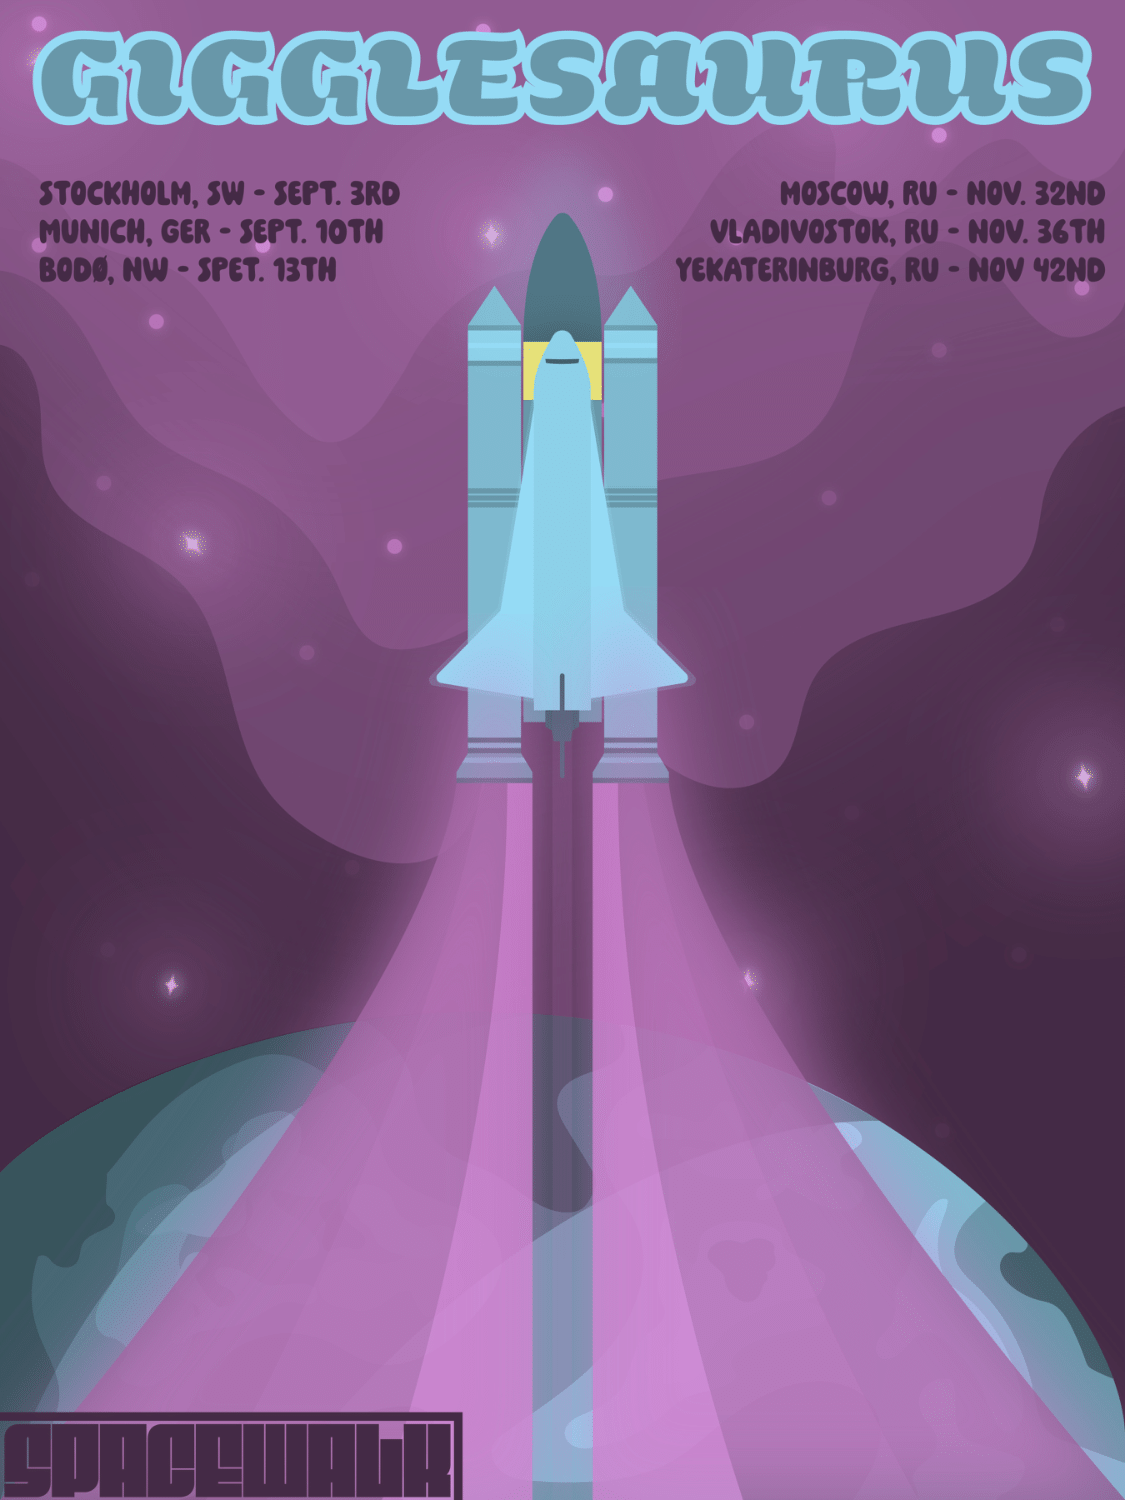 GIGGLESAURUS
STOCKHOLM, SW - SEPT. 3RD
MUNICH, GER - SEPT. 10TH
BODØ, NW - SPET. 13TH
MOSCOW, RU - NOV. 32ND
VLADIVOSTOK, RU - NOV. 36TH
YEKATERINBURG, RU - NOV 42ND
SPACEWALK